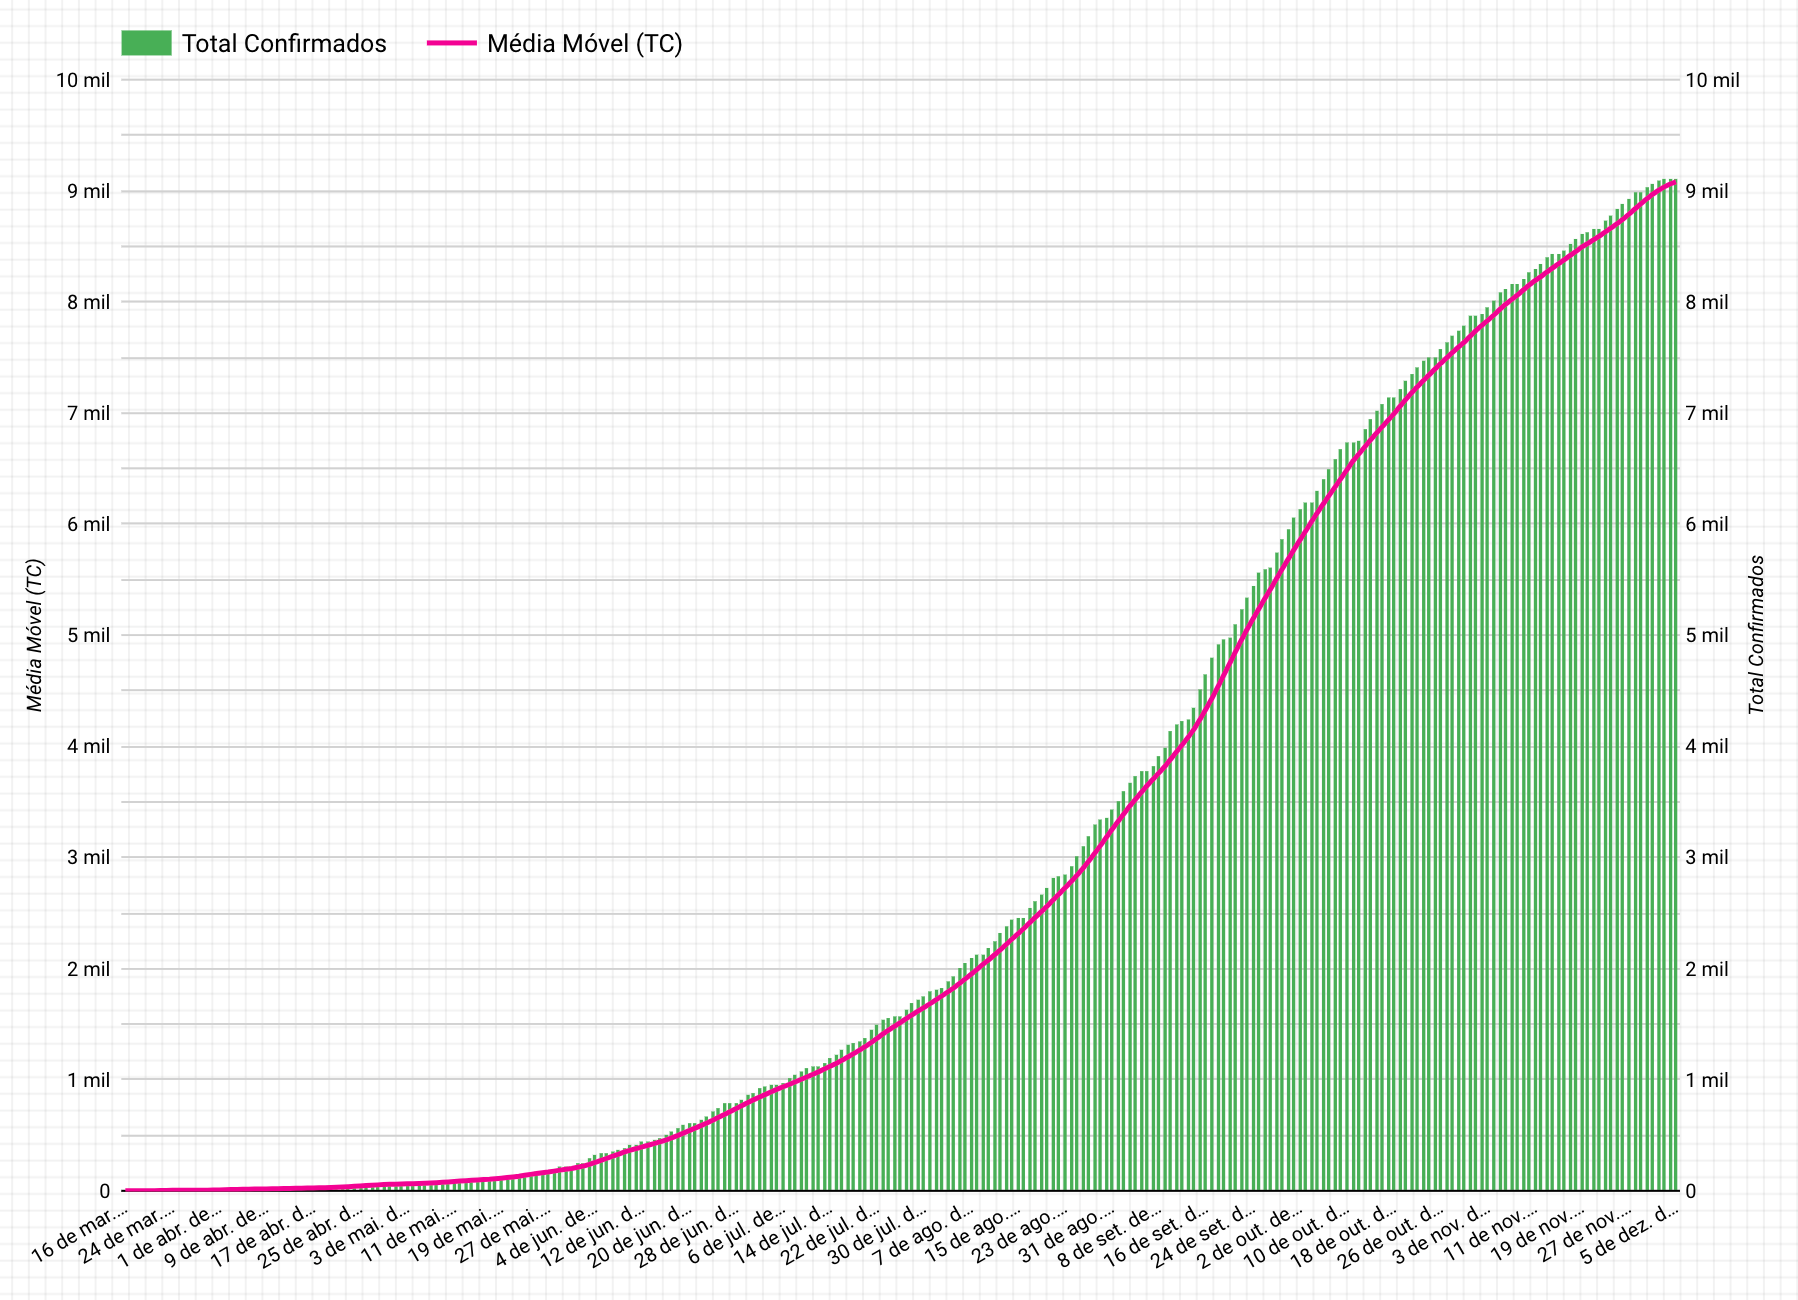 Total Confirmados
Média Móvel (TC)
10 mil
9 mil
8 mil
7 mil
6 mil
5 mil
4 mil
3 mil
2 mil
1 mil
0
Média Móvel (TC)
10 mil
9 mil
8 mil
7 mil
6 mil
5 mil
4 mil
3 mil
2 mil
1 mil
0
Total Confirmados
16 de mar...
24 de mar...
1 de abr. de...
9 de abr. de...
17 de abr. d...
25 de abr. d...
3 de mai. d...
11 de mai....
19 de mai....
27 de mai....
4 de jun. de...
12 de jun. d...
20 de jun. d...
28 de jun. d...
6 de jul. de...
14 de jul. d...
22 de jul. d...
30 de jul. d...
7 de ago. d...
15 de ago....
23 de ago....
31 de ago....
8 de set. de...
16 de set. d...
24 de set. d...
2 de out. de...
10 de out. d...
18 de out. d...
26 de out. d...
3 de nov. d...
11 de nov....
19 de nov....
27 de nov....
5 de dez. d...